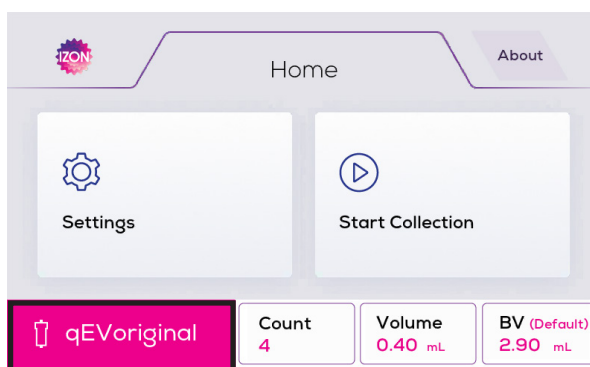 IZON
Home
About
Settings
Start Collection
qEVoriginal
Count
4
Volume
0.40 mL
BV (Default)
2.90 mL